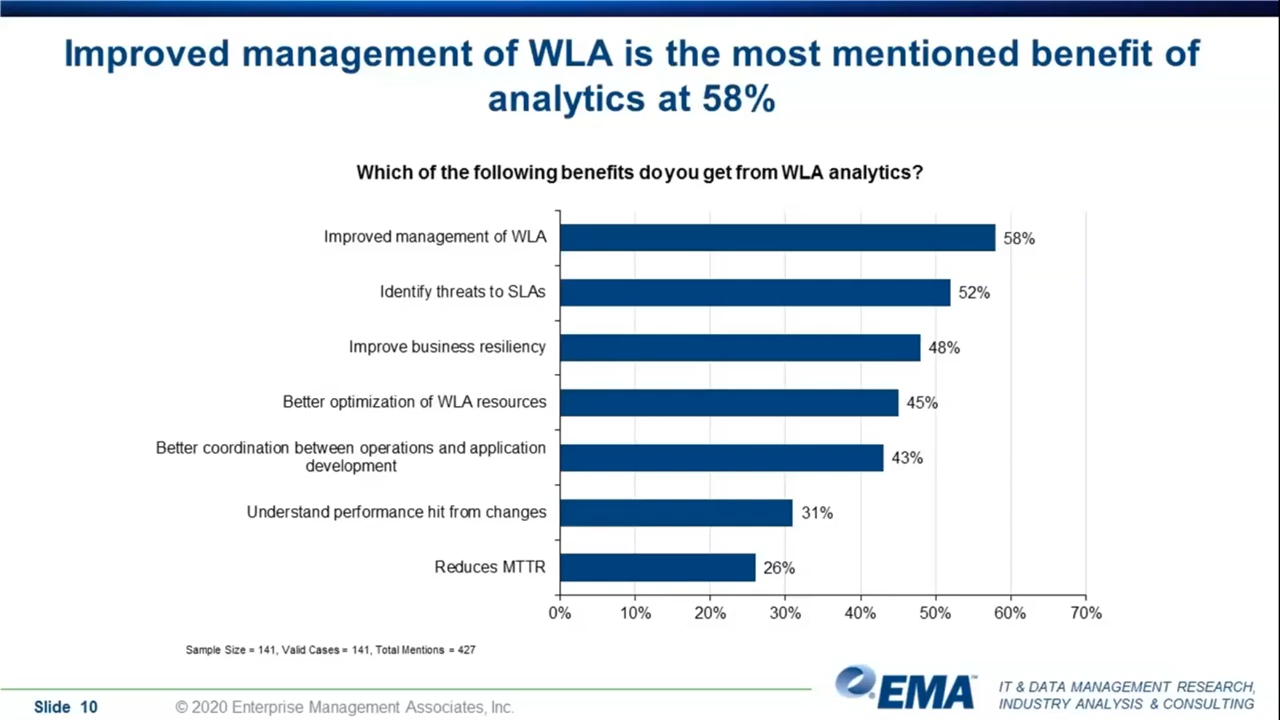 Improved management of WLA is the most mentioned benefit of
analytics at 58%
Which of the following benefits do you get from WLA analytics?
Improved management of WLA
58%
Identify threats to SLAs
52%
Improve business resiliency
48%
Better optimization of WLA resources
45%
Better coordination between operations and application
development
43%
Understand performance hit from changes
31%
Reduces MTTR
26%
0% 10% 20% 30% 40% 50% 60% 70%
Sample Size = 141, Valid Cases = 141, Total Mentions = 427
Slide 10
© 2020 Enterprise Management Associates, Inc.
EMA™
IT & DATA MANAGEMENT RESEARCH,
INDUSTRY ANALYSIS & CONSULTING